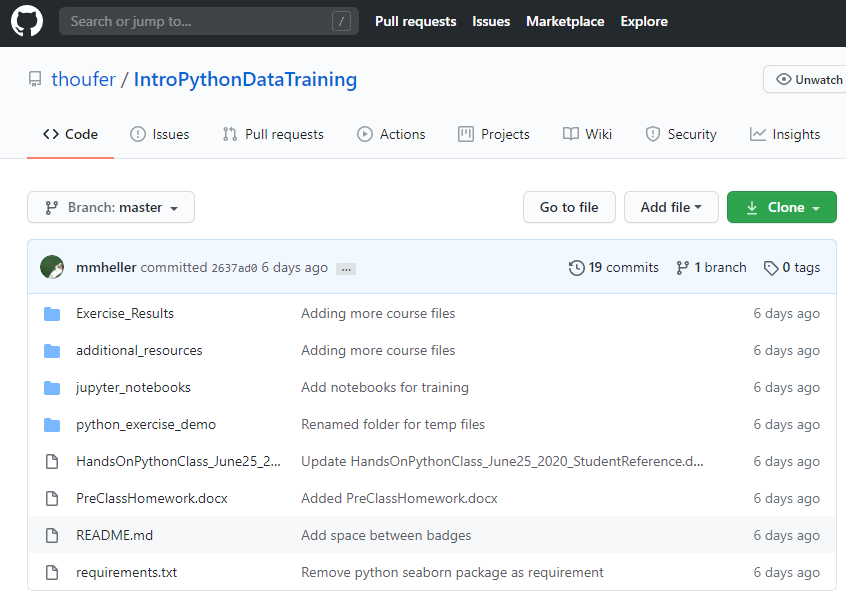 Search or jump to... / Pull requests Issues Marketplace Explore
thoufer / IntroPythonDataTraining Unwatch
<> Code Issues Pull requests Actions Projects Wiki Security Insights
Branch: master Go to file Add file Clone
mmheller committed 2637ad0 6 days ago ... 19 commits 1 branch 0 tags
Exercise_Results Adding more course files 6 days ago
additional_resources Adding more course files 6 days ago
jupyter_notebooks Add notebooks for training 6 days ago
python_exercise_demo Renamed folder for temp files 6 days ago
HandsOnPythonClass_June25_2... Update HandsOnPythonClass_June25_2020_StudentReference.d... 6 days ago
PreClassHomework.docx Added PreClassHomework.docx 6 days ago
README.md Add space between badges 6 days ago
requirements.txt Remove python seaborn package as requirement 6 days ago